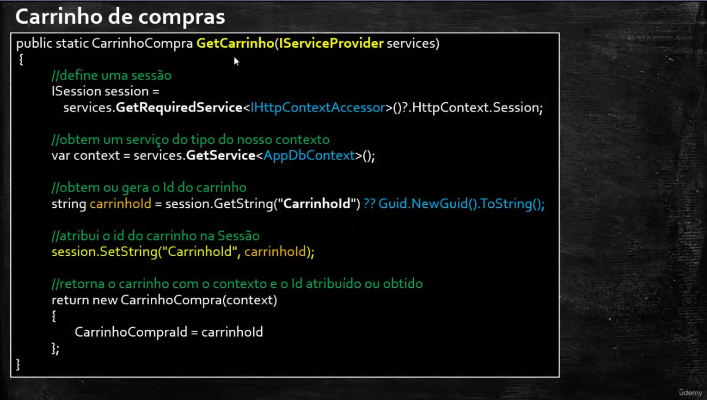 Carrinho de compras
public static CarrinhoCompra GetCarrinho(IServiceProvider services)
{
//define uma sessão
ISession session =
services.GetRequiredService<IHttpContextAccessor>()?.HttpContext.Session;
//obtem um serviço do tipo do nosso contexto
var context = services.GetService<AppDbContext>();
//obtem ou gera o Id do carrinho
string carrinhoId = session.GetString("CarrinhoId") ?? Guid.NewGuid().ToString();
//atribui o id do carrinho na Sessão
session.SetString("CarrinhoId", carrinhoId);
//retorna o carrinho com o contexto e o Id atribuído ou obtido
return new CarrinhoCompra(context)
{
CarrinhoCompraId = carrinhoId
};
}
ûdemy